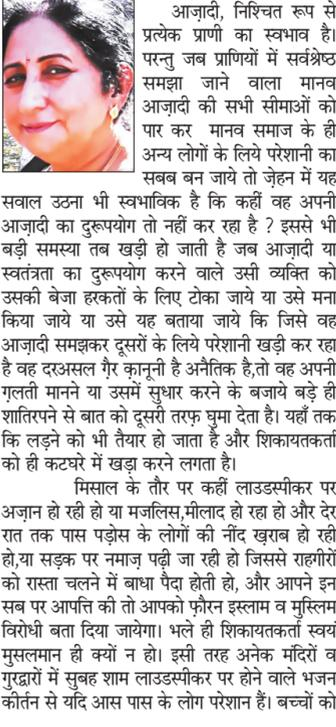 आज़ादी, निश्चित रूप से
प्रत्येक प्राणी का स्वभाव है।
परन्तु जब प्राणियों में सर्वश्रेष्ठ
समझा जाने वाला मानव
आज़ादी की सभी सीमाओं को
पार कर मानव समाज के ही
अन्य लोगों के लिये परेशानी का
सबब बन जाये तो ज़ेहन में यह
सवाल उठना भी स्वभाविक है कि कहीं वह अपनी
आज़ादी का दुरूपयोग तो नहीं कर रहा है ? इससे भी
बड़ी समस्या तब खड़ी हो जाती है जब आज़ादी या
स्वतंत्रता का दुरूपयोग करने वाले उसी व्यक्ति को
उसकी बेजा हरकतों के लिए टोका जाये या उसे मना
किया जाये या उसे यह बताया जाये कि जिसे वह
आज़ादी समझकर दूसरों के लिये परेशानी खड़ी कर रहा
है वह दरअसल ग़ैर क़ानूनी है अनैतिक है,तो वह अपनी
ग़लती मानने या उसमें सुधार करने के बजाये बड़े ही
शातिरपने से बात को दूसरी तरफ़ घुमा देता है। यहाँ तक
कि लड़ने को भी तैयार हो जाता है और शिकायतकर्ता
को ही कटघरे में खड़ा करने लगता है।
मिसाल के तौर पर कहीं लाउडस्पीकर पर
अज़ान हो रही हो या मजलिस,मीलाद हो रहा हो और देर
रात तक पास पड़ोस के लोगों की नींद ख़राब हो रही
हो,या सड़क पर नमाज़ पढ़ी जा रही हो जिससे राहगीरों
को रास्ता चलने में बाधा पैदा होती हो, और आपने इन
सब पर आपत्ति की तो आपको फ़ौरन इस्लाम व मुस्लिम
विरोधी बता दिया जायेगा। भले ही शिकायतकर्ता स्वयं
मुसलमान ही क्यों न हो। इसी तरह अनेक मंदिरों व
गुरद्वारों में सुबह शाम लाउडस्पीकर पर होने वाले भजन
कीर्तन से यदि आस पास के लोग परेशान हैं। बच्चों को